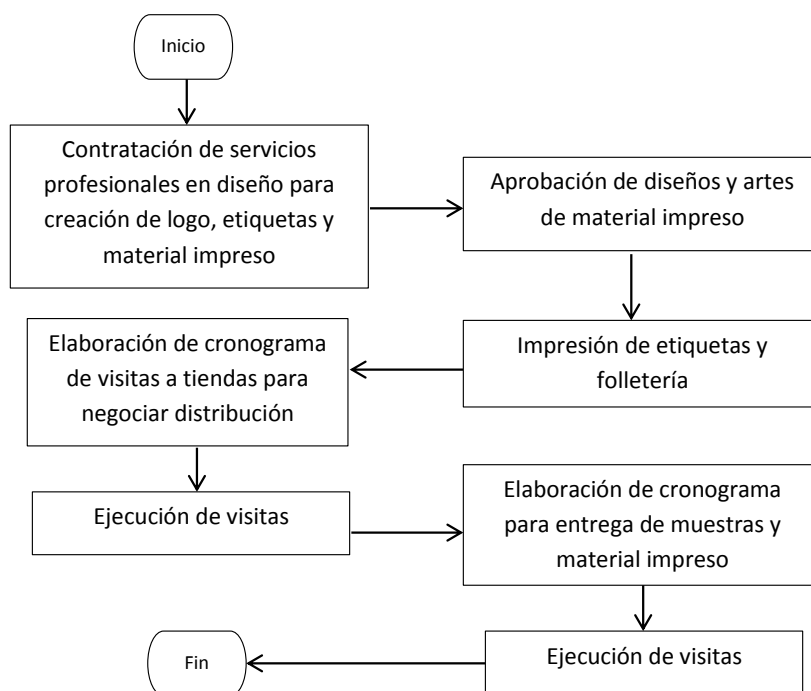 Inicio
Contratación de servicios
profesionales en diseño para
creación de logo, etiquetas y
material impreso
Aprobación de diseños y artes
de material impreso
Impresión de etiquetas y
folletería
Elaboración de cronograma
de visitas a tiendas para
negociar distribución
Ejecución de visitas
Elaboración de cronograma
para entrega de muestras y
material impreso
Ejecución de visitas
Fin